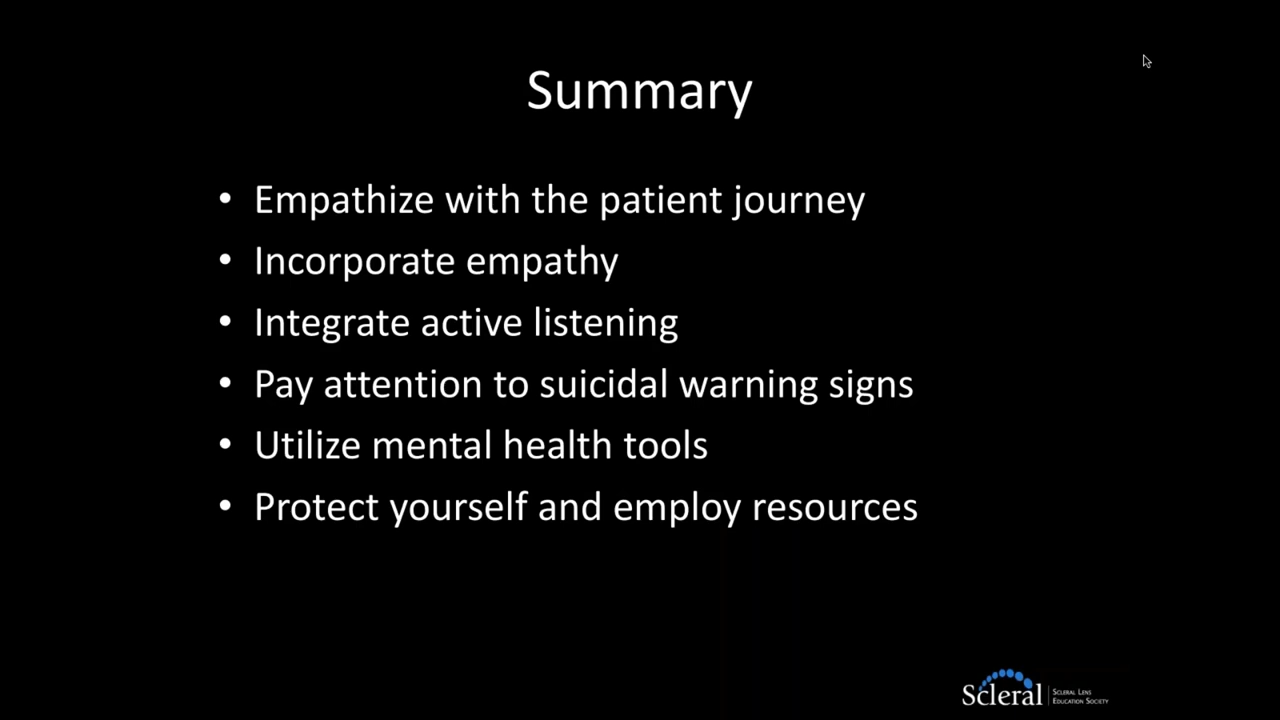 Summary
• Empathize with the patient journey
• Incorporate empathy
• Integrate active listening
• Pay attention to suicidal warning signs
• Utilize mental health tools
• Protect yourself and employ resources
Scleral
Scleral Lens
Education Society